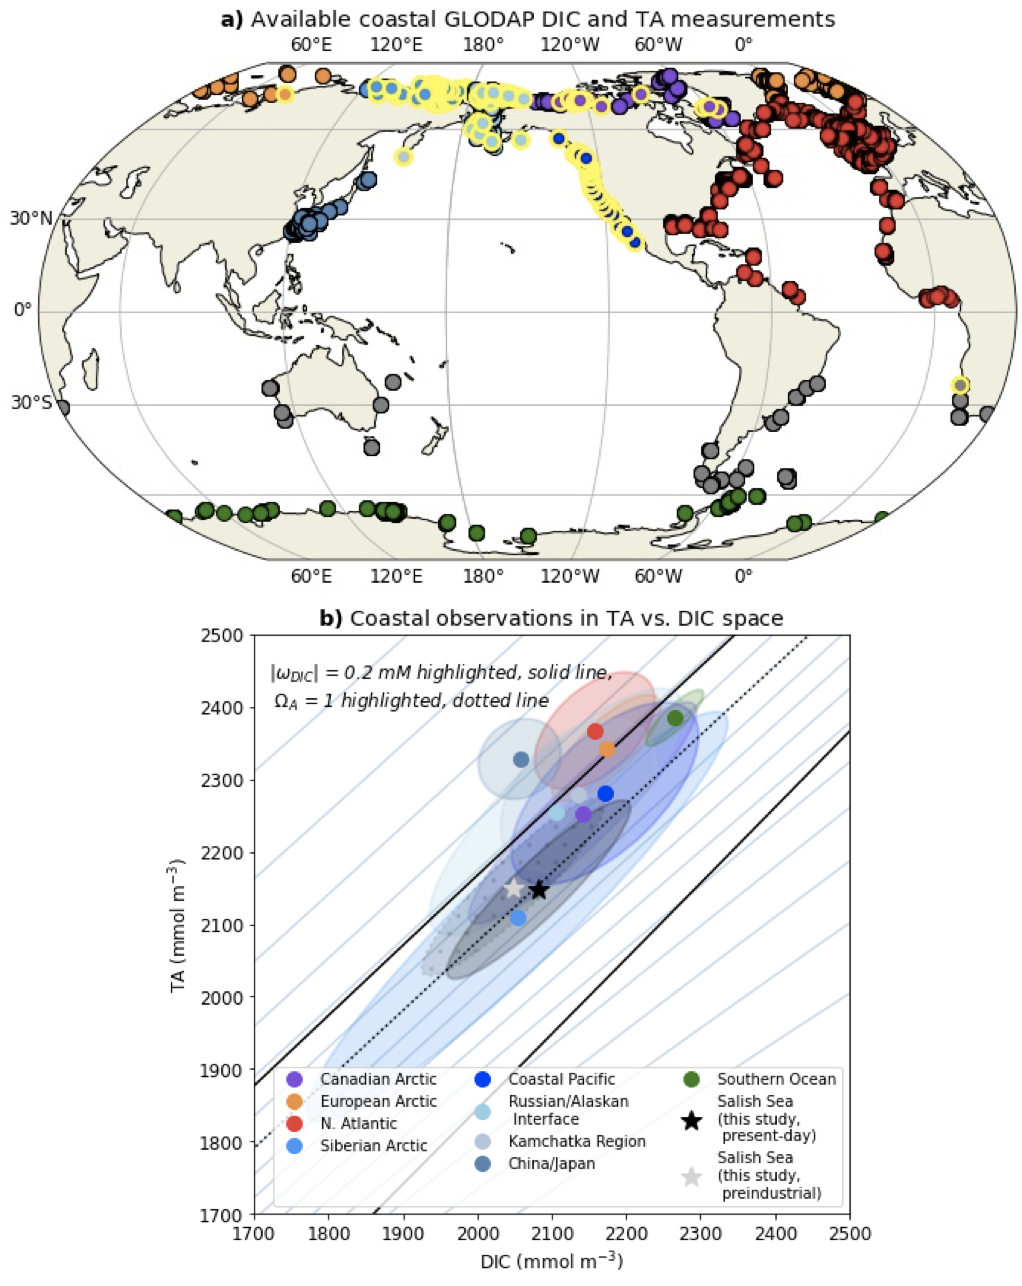 a) Available coastal GLODAP DIC and TA measurements
60°E 120°E 180° 120°W 60°W 0°
30°N
0°
30°S
60°E 120°E 180° 120°W 60°W 0°
b) Coastal observations in TA vs. DIC space
|ω_DIC| = 0.2 mM highlighted, solid line,
Ω_A = 1 highlighted, dotted line
2500
2400
2300
2200
2100
2000
1900
1800
1700
TA (mmol m⁻³)
Canadian Arctic
European Arctic
N. Atlantic
Siberian Arctic
Coastal Pacific
Russian/Alaskan
Interface
Kamchatka Region
China/Japan
Southern Ocean
Salish Sea
(this study,
present-day)
Salish Sea
(this study,
preindustrial)
1700 1800 1900 2000 2100 2200 2300 2400 2500
DIC (mmol m⁻³)